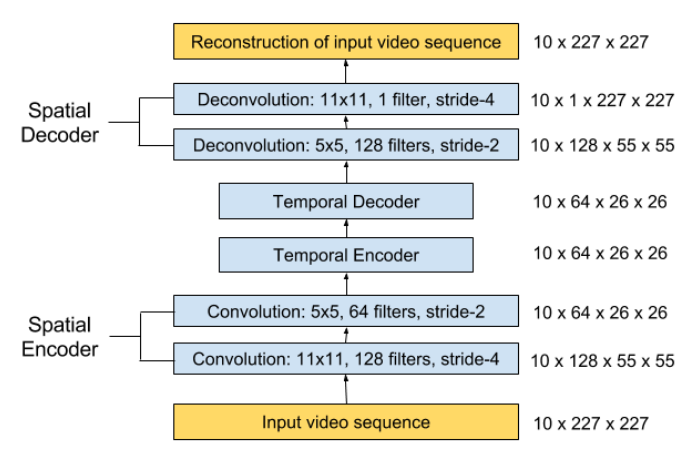 Reconstruction of input video sequence 10 x 227 x 227
Deconvolution: 11x11, 1 filter, stride-4 10 x 1 x 227 x 227
Spatial
Decoder
Deconvolution: 5x5, 128 filters, stride-2 10 x 128 x 55 x 55
Temporal Decoder 10 x 64 x 26 x 26
Temporal Encoder 10 x 64 x 26 x 26
Convolution: 5x5, 64 filters, stride-2 10 x 64 x 26 x 26
Spatial
Encoder
Convolution: 11x11, 128 filters, stride-4 10 x 128 x 55 x 55
Input video sequence 10 x 227 x 227